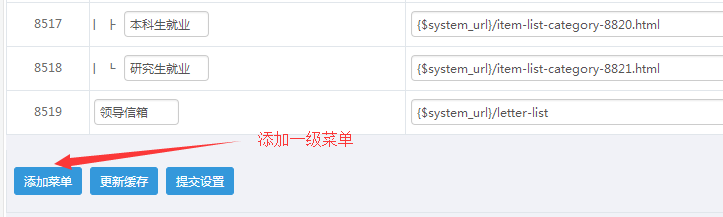 8517 | ├ 本科生就业 {$system_url}/item-list-category-8820.html
8518 | └ 研究生就业 {$system_url}/item-list-category-8821.html
8519 领导信箱 {$system_url}/letter-list
添加一级菜单
添加菜单 更新缓存 提交设置